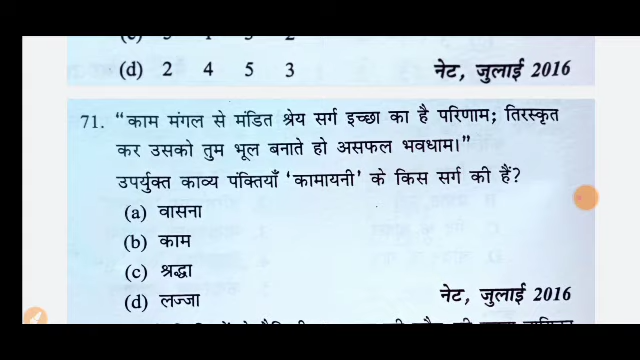 (d) 2 4 5 3 नेट, जुलाई 2016
71. “काम मंगल से मंडित श्रेय सर्ग इच्छा का है परिणाम; तिरस्कृत
कर उसको तुम भूल बनाते हो असफल भवधाम।”
उपर्युक्त काव्य पंक्तियाँ ‘कामायनी’ के किस सर्ग की हैं?
(a) वासना
(b) काम
(c) श्रद्धा
(d) लज्जा
नेट, जुलाई 2016